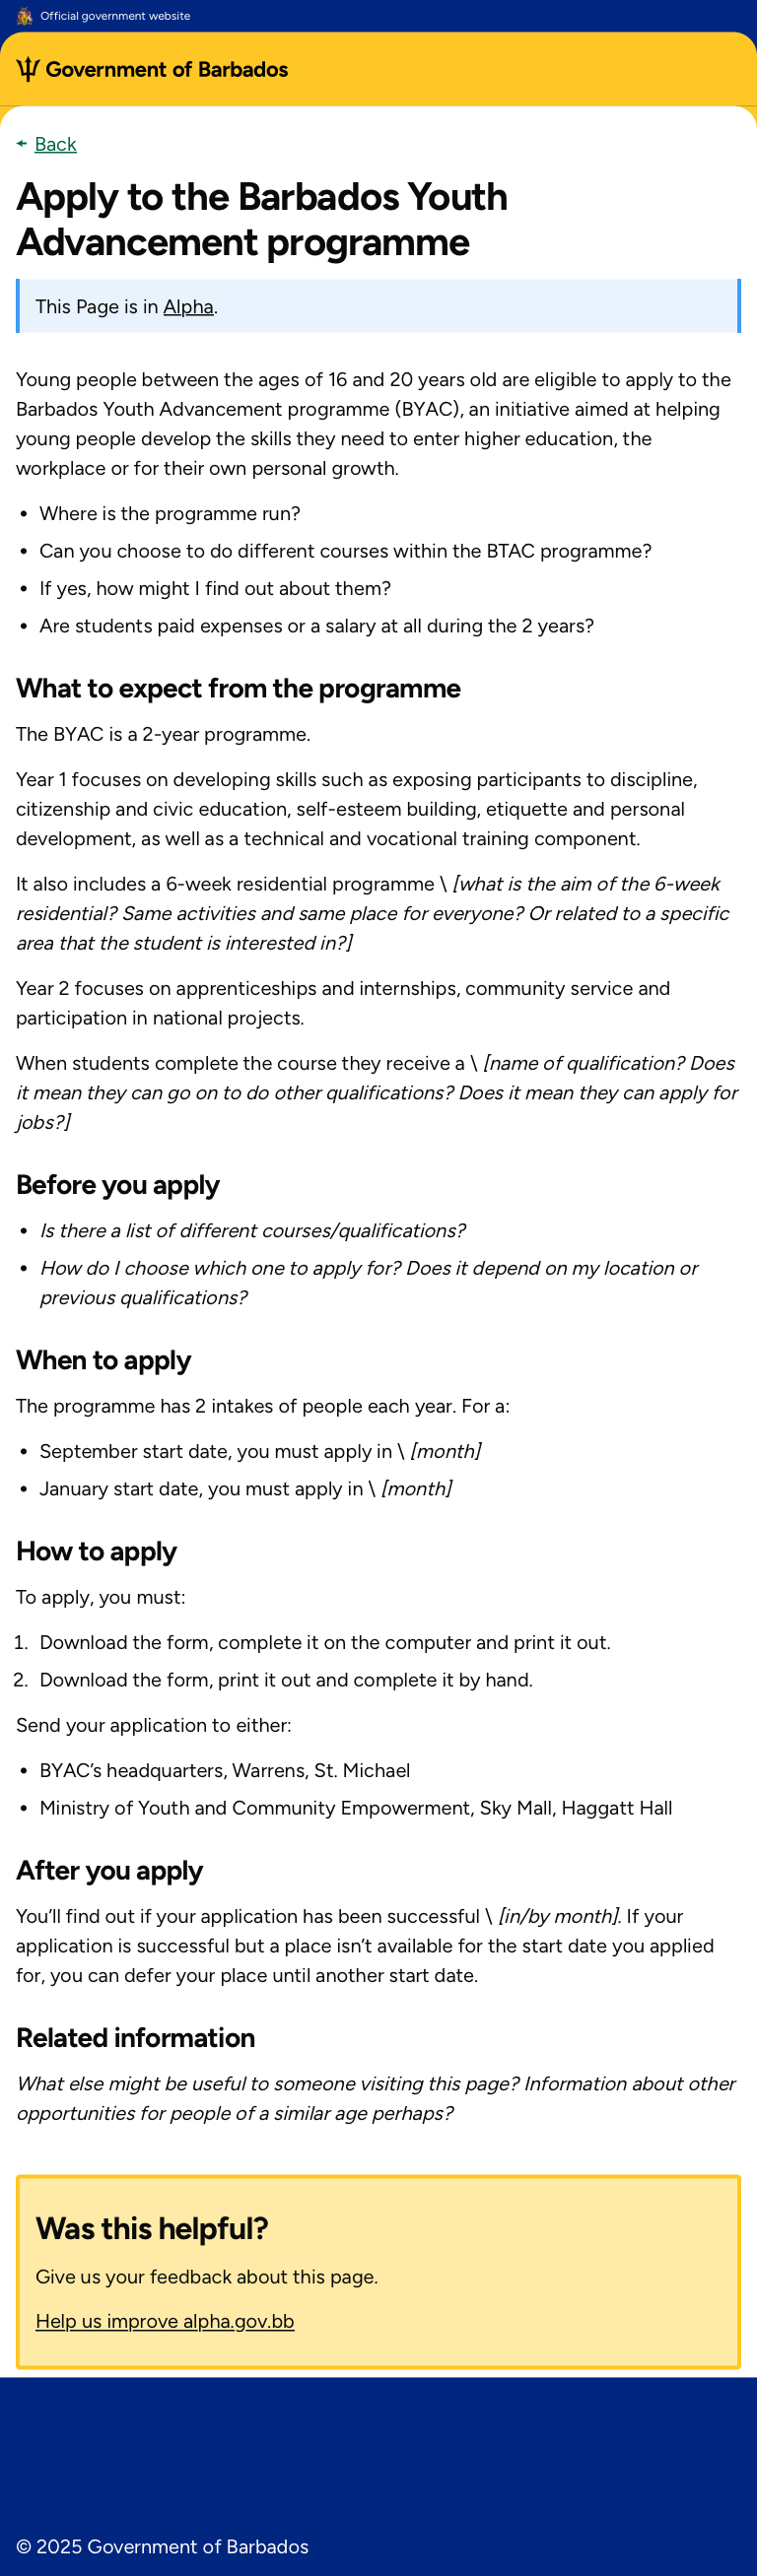 Official government website
Government of Barbados
Back
Apply to the Barbados Youth
Advancement programme
This Page is in Alpha.
Young people between the ages of 16 and 20 years old are eligible to apply to the
Barbados Youth Advancement programme (BYAC), an initiative aimed at helping
young people develop the skills they need to enter higher education, the
workplace or for their own personal growth.
• Where is the programme run?
• Can you choose to do different courses within the BTAC programme?
• If yes, how might I find out about them?
• Are students paid expenses or a salary at all during the 2 years?
What to expect from the programme
The BYAC is a 2-year programme.
Year 1 focuses on developing skills such as exposing participants to discipline,
citizenship and civic education, self-esteem building, etiquette and personal
development, as well as a technical and vocational training component.
It also includes a 6-week residential programme \ [what is the aim of the 6-week
residential? Same activities and same place for everyone? Or related to a specific
area that the student is interested in?]
Year 2 focuses on apprenticeships and internships, community service and
participation in national projects.
When students complete the course they receive a \ [name of qualification? Does
it mean they can go on to do other qualifications? Does it mean they can apply for
jobs?]
Before you apply
• Is there a list of different courses/qualifications?
• How do I choose which one to apply for? Does it depend on my location or
previous qualifications?
When to apply
The programme has 2 intakes of people each year. For a:
• September start date, you must apply in \ [month]
• January start date, you must apply in \ [month]
How to apply
To apply, you must:
1. Download the form, complete it on the computer and print it out.
2. Download the form, print it out and complete it by hand.
Send your application to either:
• BYAC’s headquarters, Warrens, St. Michael
• Ministry of Youth and Community Empowerment, Sky Mall, Haggatt Hall
After you apply
You’ll find out if your application has been successful \ [in/by month]. If your
application is successful but a place isn’t available for the start date you applied
for, you can defer your place until another start date.
Related information
What else might be useful to someone visiting this page? Information about other
opportunities for people of a similar age perhaps?
Was this helpful?
Give us your feedback about this page.
Help us improve alpha.gov.bb
© 2025 Government of Barbados